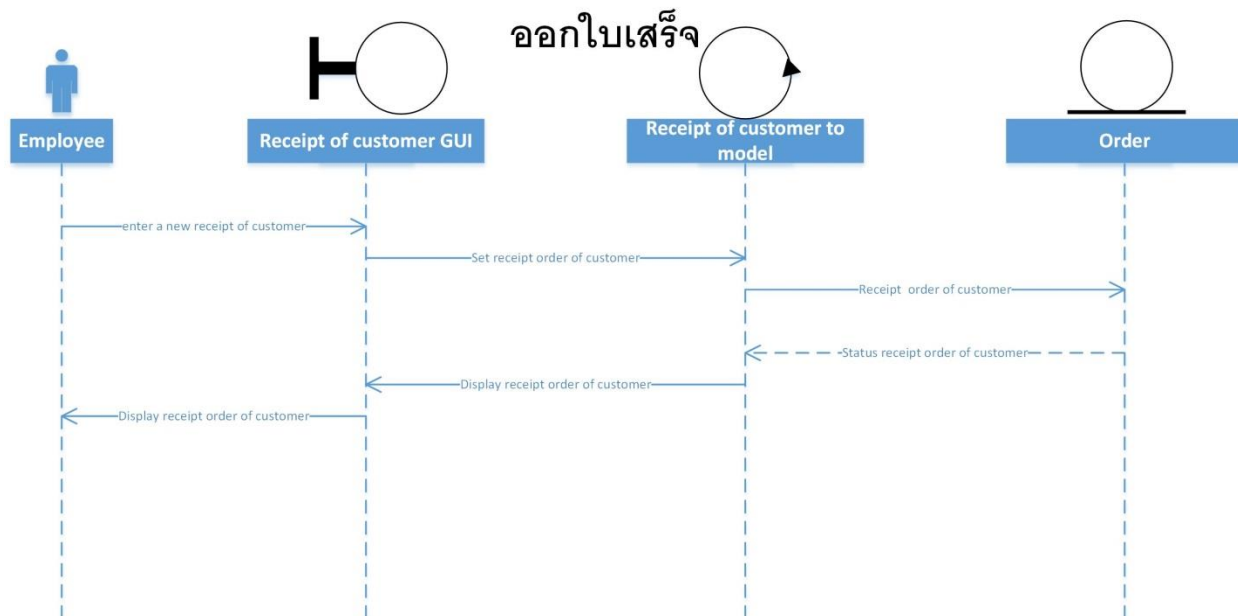 ออกใบเสร็จ
Employee
Receipt of customer GUI
Receipt of customer to
model
Order
enter a new receipt of customer
Set receipt order of customer
Receipt order of customer
Status receipt order of customer
Display receipt order of customer
Display receipt order of customer